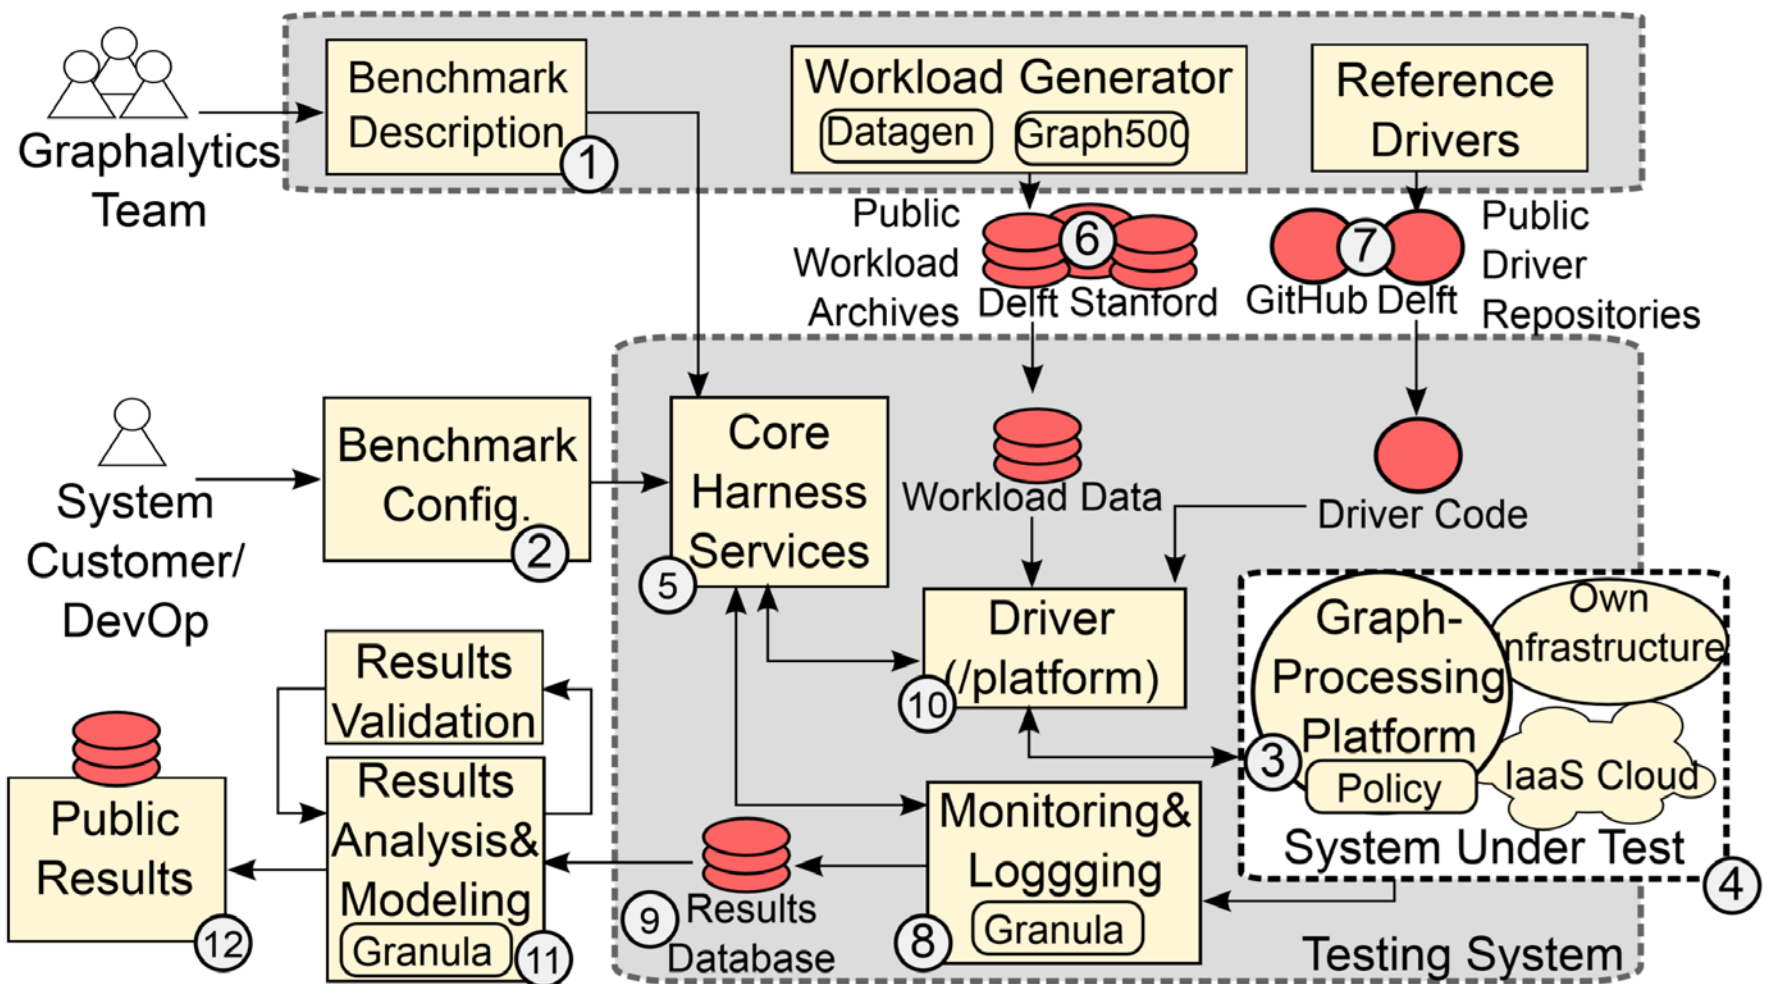 Graphalytics
Team
Benchmark
Description
1
Workload Generator
Datagen
Graph500
Reference
Drivers
Public
Workload
Archives
6
Delft Stanford
7
GitHub Delft
Public
Driver
Repositories
System
Customer/
DevOp
Benchmark
Config.
2
Core
Harness
Services
5
Workload Data
Driver Code
Driver
(/platform)
10
Graph-
Processing
Platform
3
Policy
Own
Infrastructure
IaaS Cloud
System Under Test
4
Results
Validation
Results
Analysis&
Modeling
Granula
11
Public
Results
12
9
Results
Database
Monitoring&
Loggging
Granula
8
Testing System